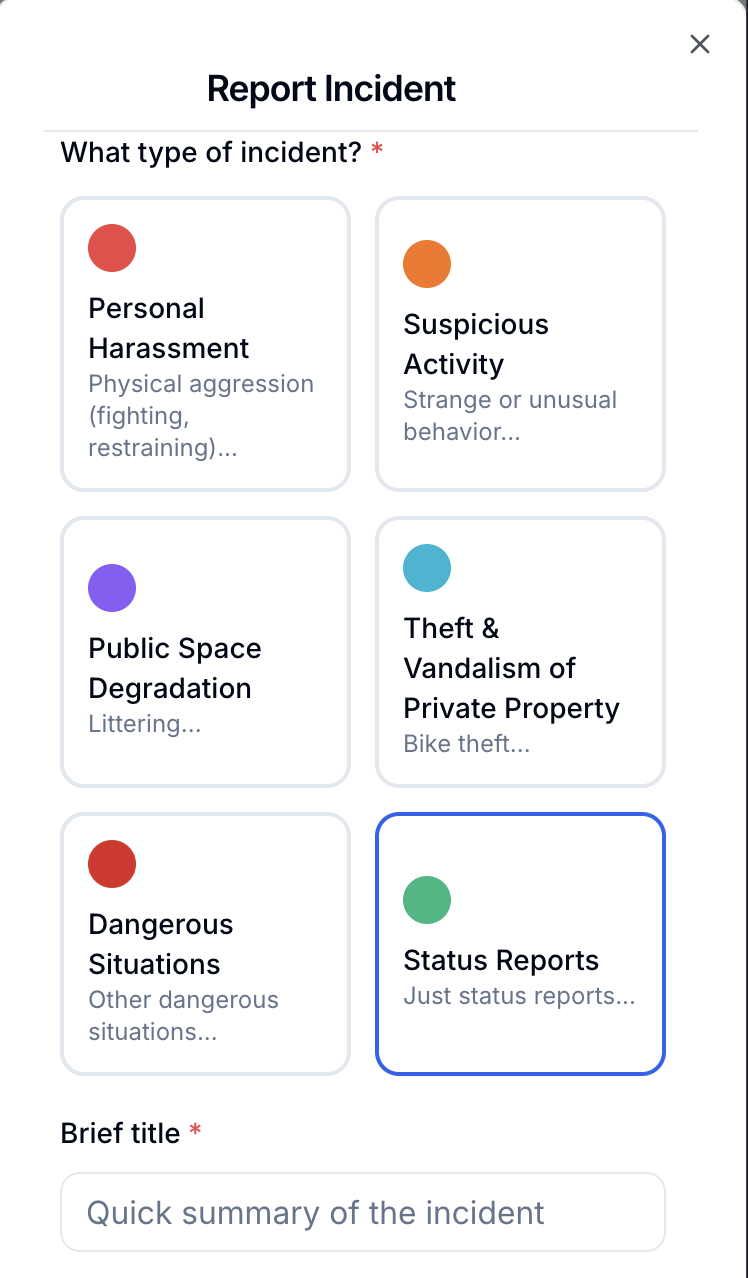 Report Incident
What type of incident? *
Personal
Harassment
Physical aggression
(fighting,
restraining)...
Suspicious
Activity
Strange or unusual
behavior...
Public Space
Degradation
Littering...
Theft &
Vandalism of
Private Property
Bike theft...
Dangerous
Situations
Other dangerous
situations...
Status Reports
Just status reports...
Brief title *
Quick summary of the incident